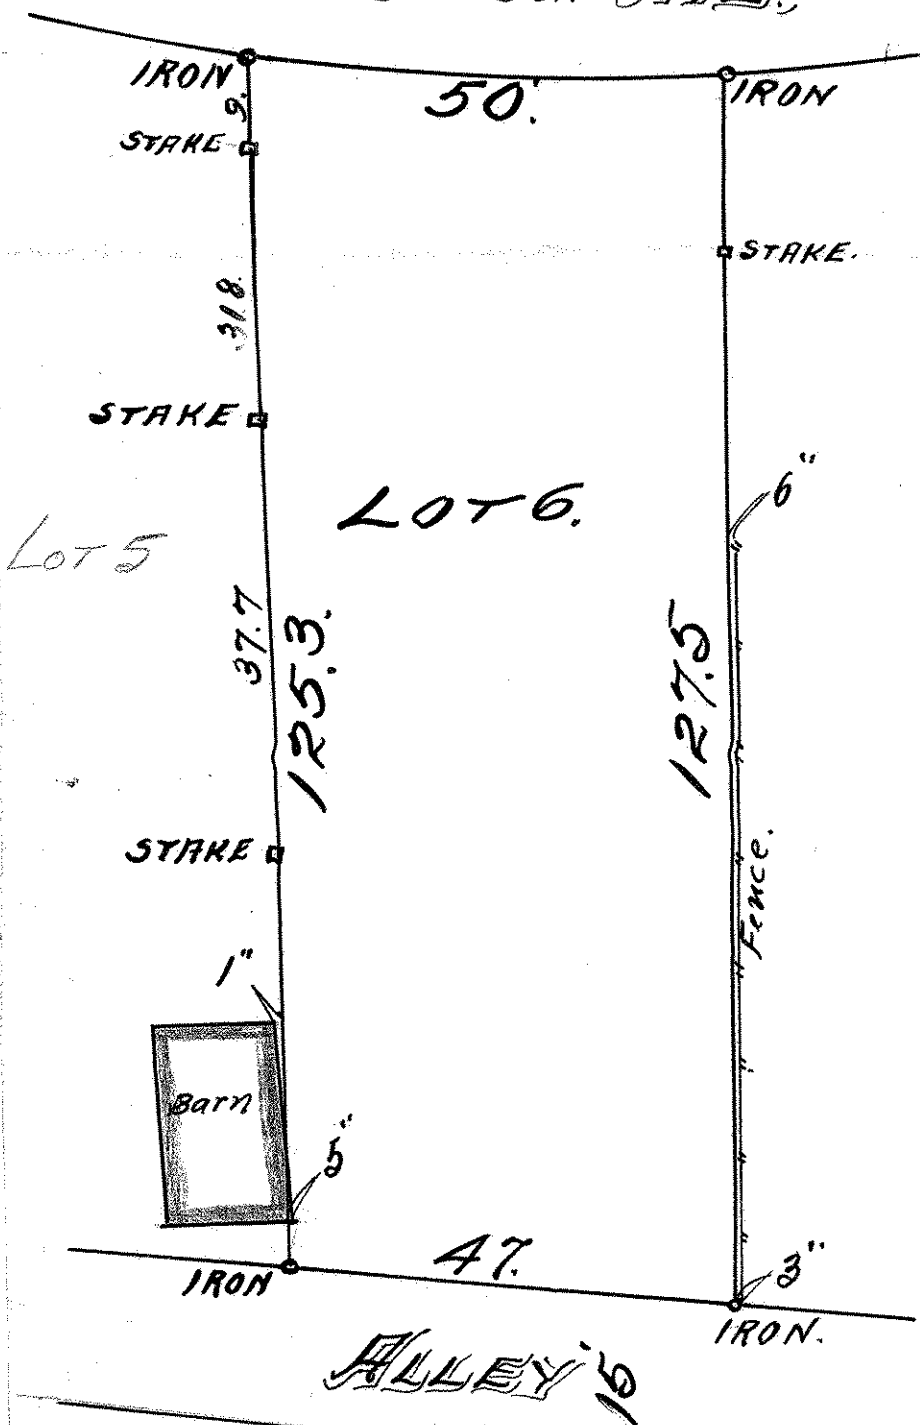 IRON
50.'
IRON
9.
STAKE
STAKE.
31.8
STAKE
6"
LOT 6.
LOT 5
37.7
125.3.'
127.5
STAKE
Fence.
1"
Barn
5"
47.
3"
IRON
IRON.
ALLEY 15'